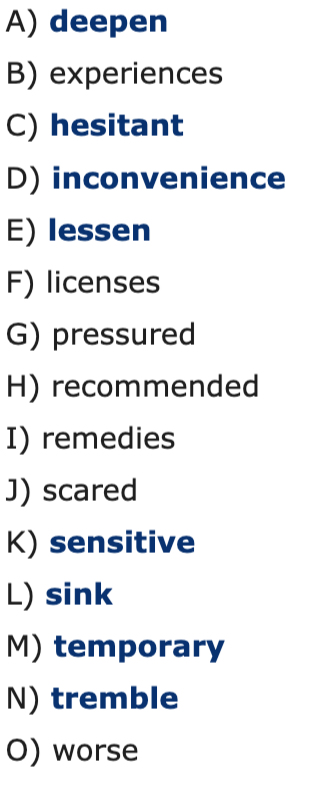 A) deepen
B) experiences
C) hesitant
D) inconvenience
E) lessen
F) licenses
G) pressured
H) recommended
I) remedies
J) scared
K) sensitive
L) sink
M) temporary
N) tremble
O) worse